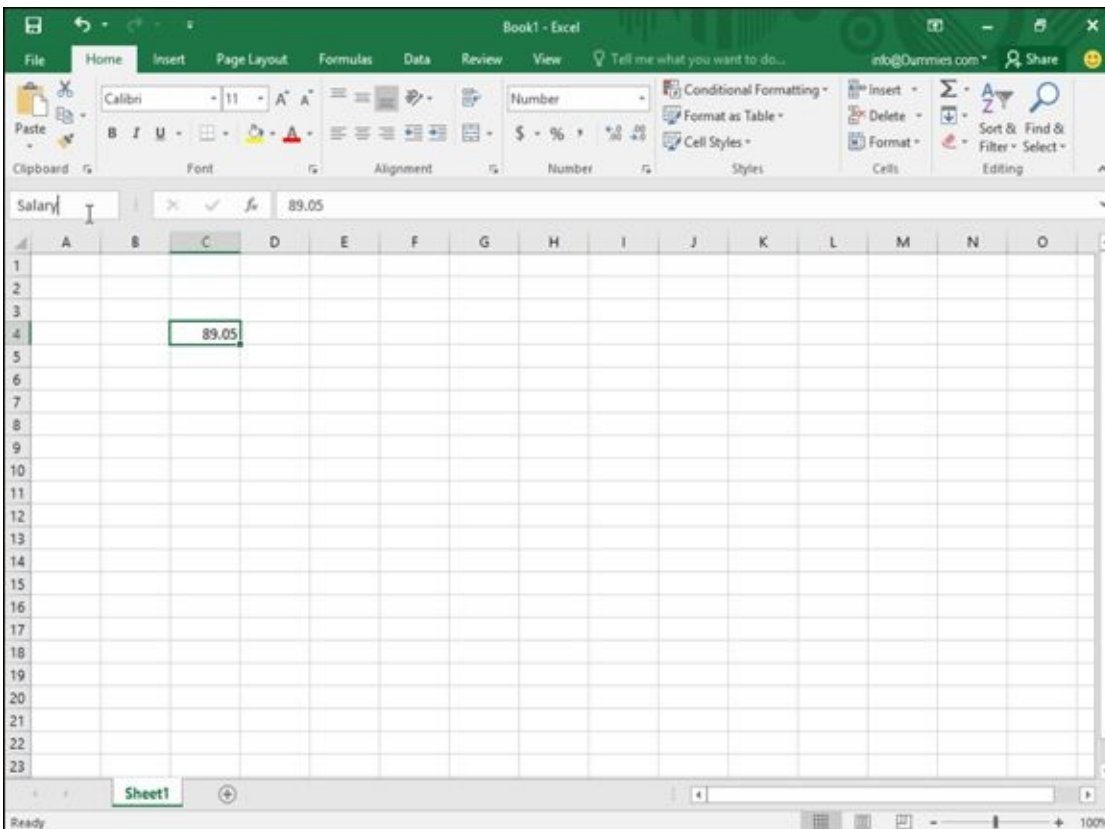 Book1 - Excel
File Home Insert Page Layout Formulas Data Review View Tell me what you want to do... info@Dummies.com Share
Calibri 11 A A Number Conditional Formatting Insert Σ
Paste B I U A $ % , Format as Table Delete Sort & Find &
Cell Styles Format Filter Select
Clipboard Font Alignment Number Styles Cells Editing
Salary fx 89.05
A B C D E F G H I J K L M N O
1
2
3
4 89.05
5
6
7
8
9
10
11
12
13
14
15
16
17
18
19
20
21
22
23
Sheet1
Ready 100%